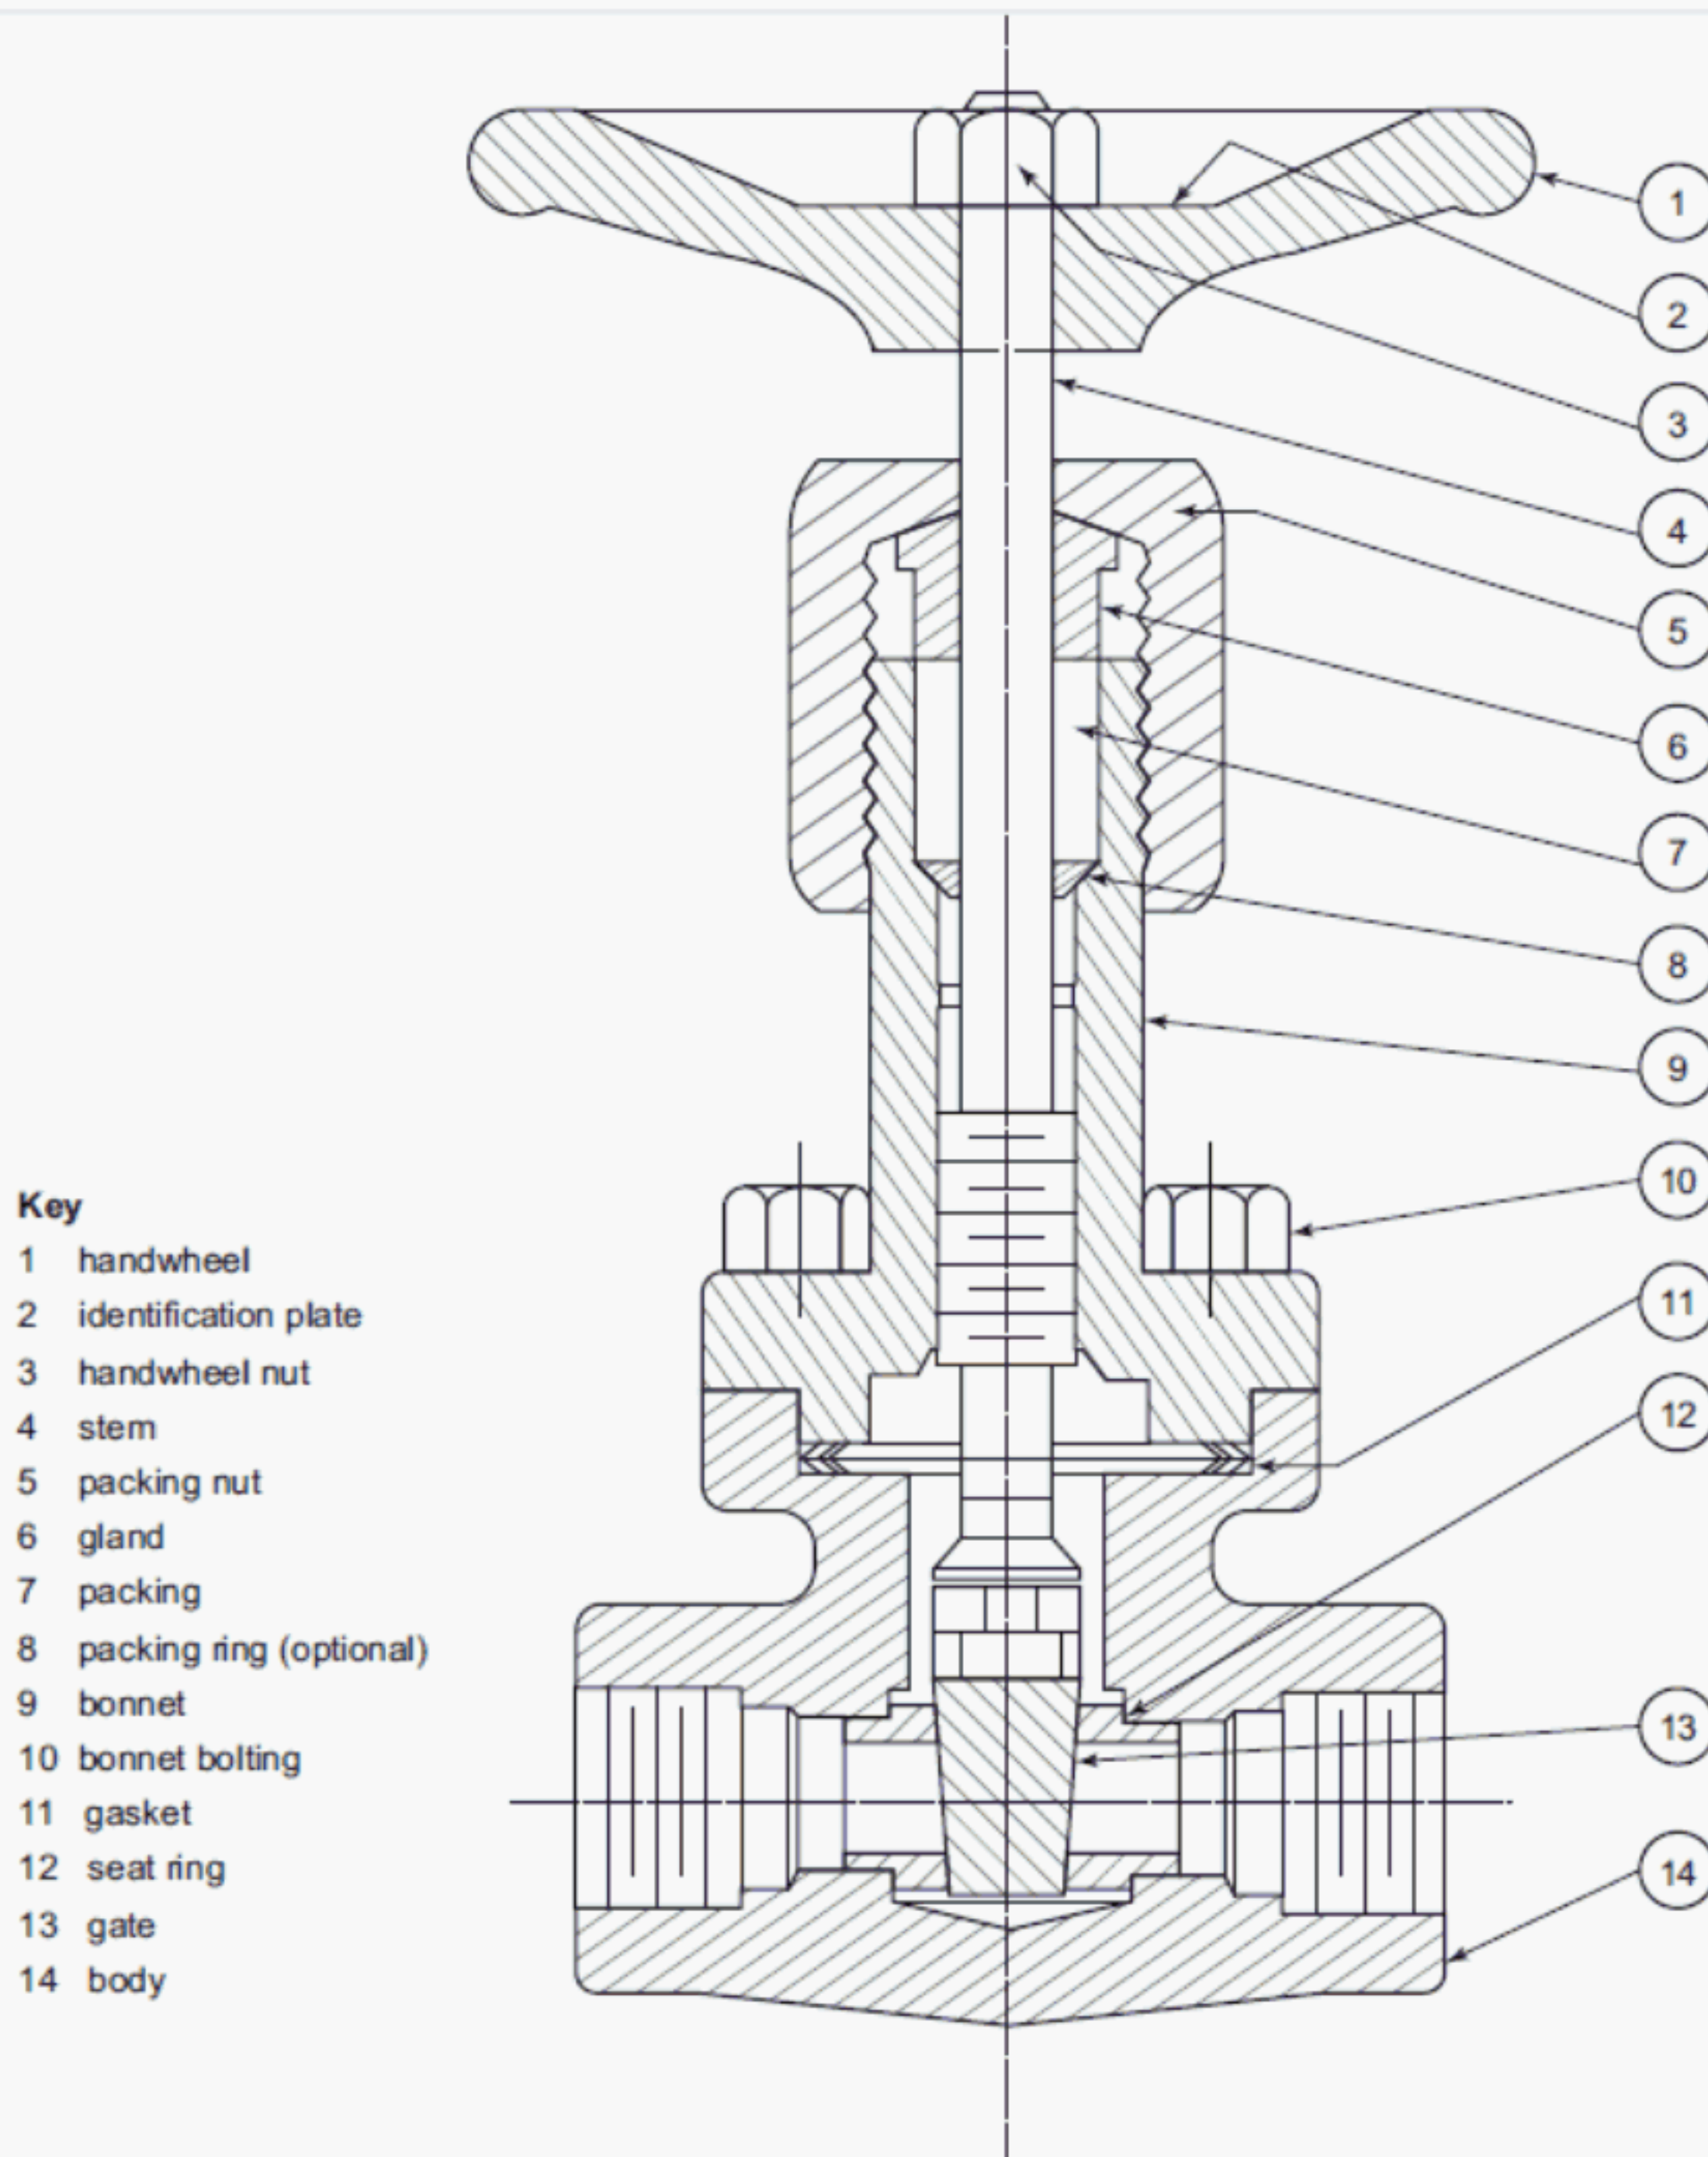 1
2
3
4
5
6
7
8
9
10
11
12
13
14
Key
1 handwheel
2 identification plate
3 handwheel nut
4 stem
5 packing nut
6 gland
7 packing
8 packing ring (optional)
9 bonnet
10 bonnet bolting
11 gasket
12 seat ring
13 gate
14 body